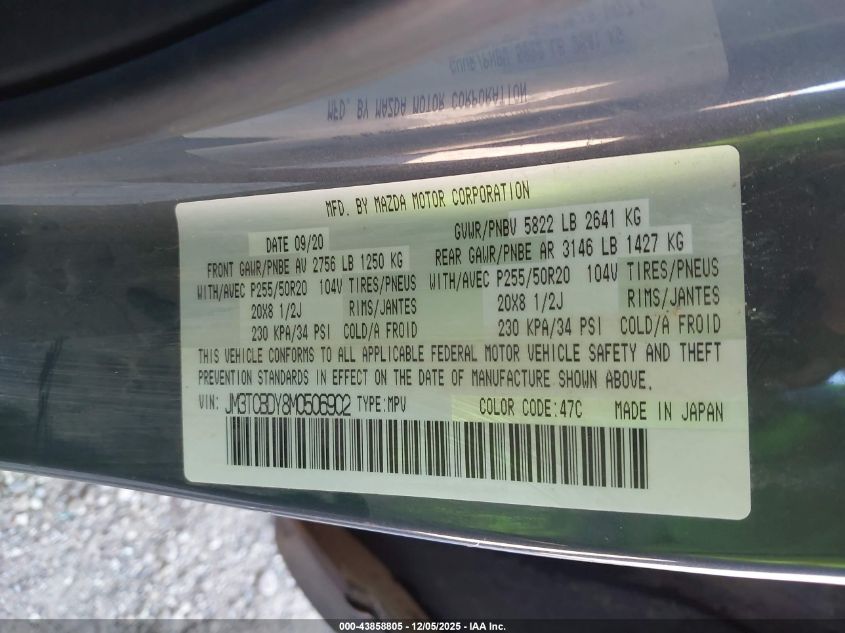 MFD. BY MAZDA MOTOR CORPORATION
MFD. BY MAZDA MOTOR CORPORATION
DATE 09/20 GVWR/PNBV 5822 LB 2641 KG
FRONT GAWR/PNBE AV 2756 LB 1250 KG REAR GAWR/PNBE AR 3146 LB 1427 KG
WITH/AVEC P255/50R20 104V TIRES/PNEUS WITH/AVEC P255/50R20 104V TIRES/PNEUS
20X8 1/2J RIMS/JANTES 20X8 1/2J RIMS/JANTES
230 KPA/34 PSI COLD/A FROID 230 KPA/34 PSI COLD/A FROID
THIS VEHICLE CONFORMS TO ALL APPLICABLE FEDERAL MOTOR VEHICLE SAFETY AND THEFT
PREVENTION STANDARDS IN EFFECT ON THE DATE OF MANUFACTURE SHOWN ABOVE.
VIN: JM3TCBDY8M0506902 TYPE:MPV COLOR CODE:47C MADE IN JAPAN
000-43858805 - 12/05/2025 - IAA Inc.